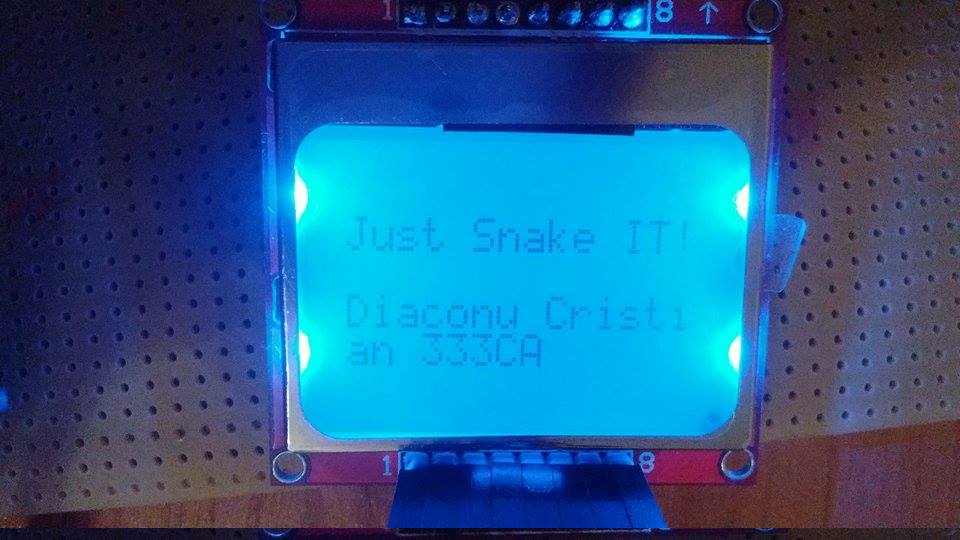 1 8 ↑
Just Snake IT!
Diaconu Cristi
an 333CA
1 8